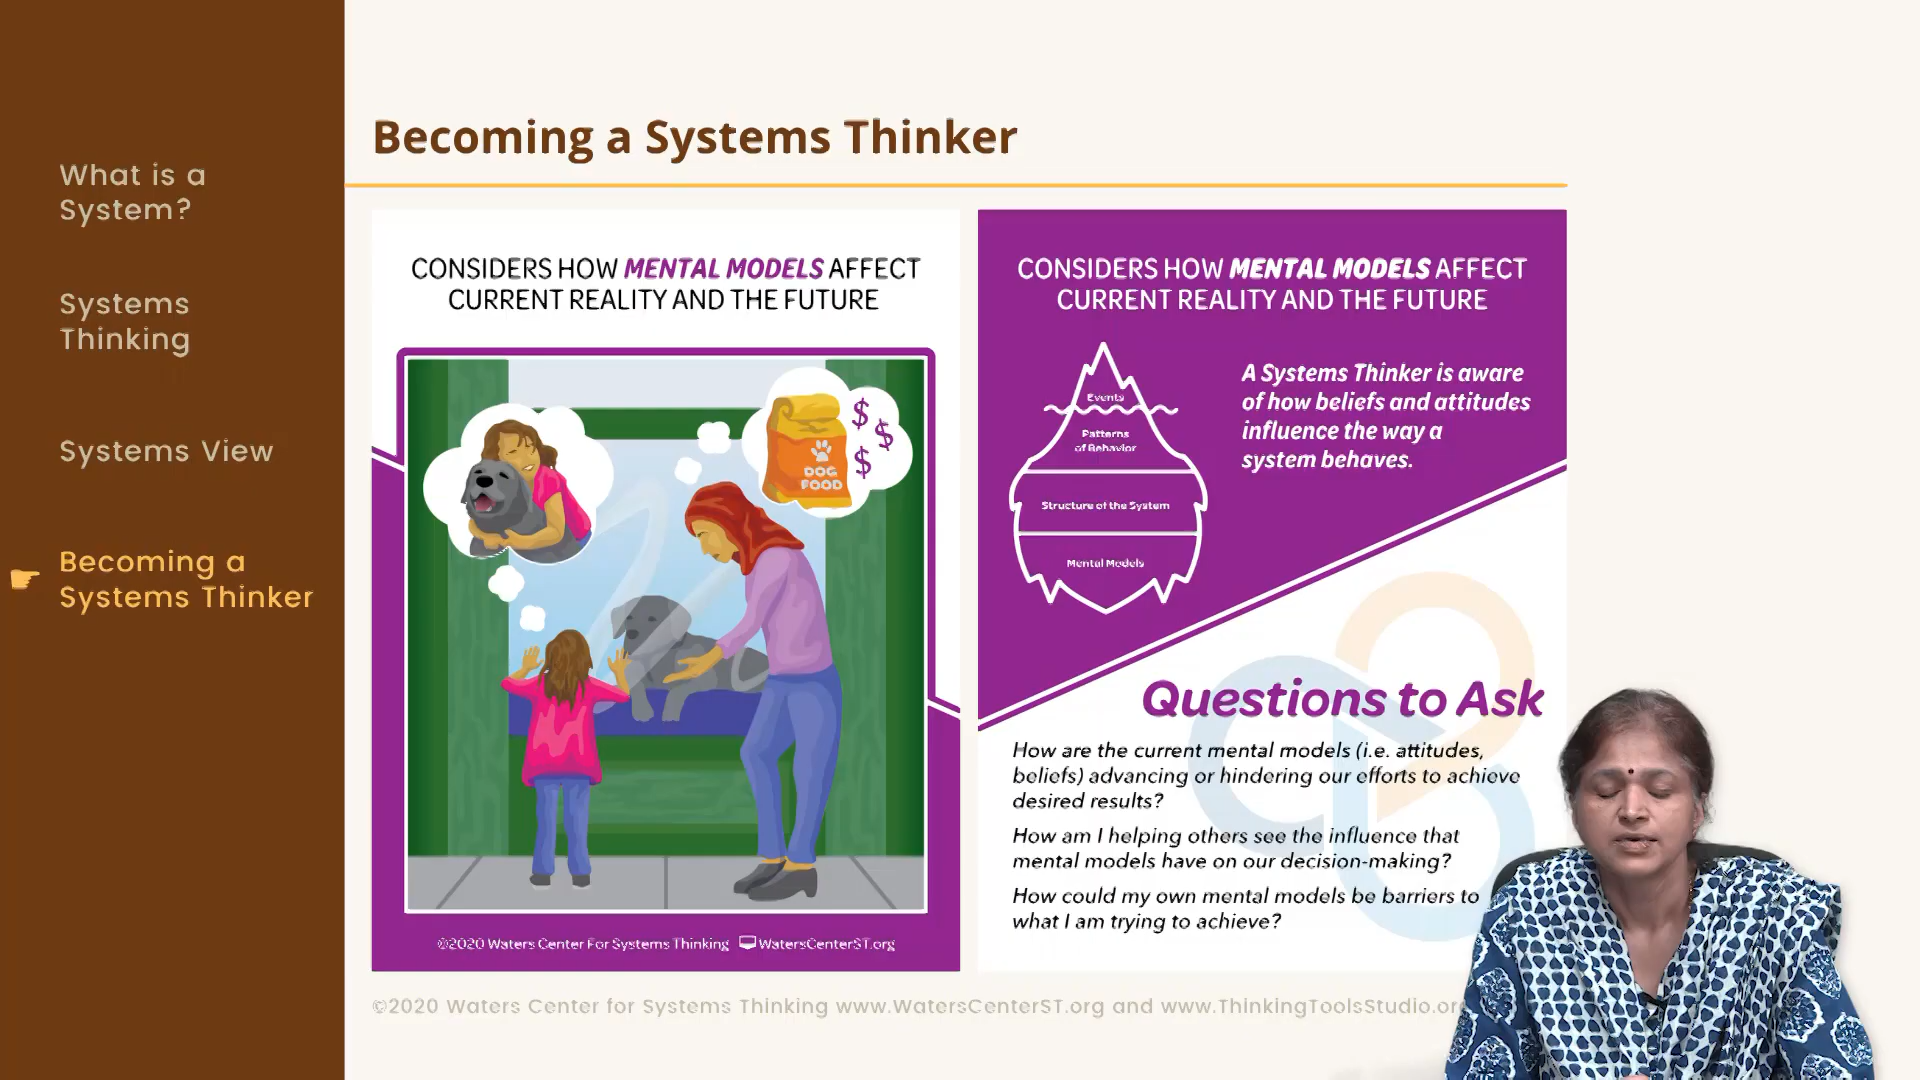 What is a
System?
Systems
Thinking
Systems View
Becoming a
Systems Thinker
Becoming a Systems Thinker
CONSIDERS HOW MENTAL MODELS AFFECT
CURRENT REALITY AND THE FUTURE
$
$
$
DOG
FOOD
©2020 Waters Center For Systems Thinking WatersCenterST.org
CONSIDERS HOW MENTAL MODELS AFFECT
CURRENT REALITY AND THE FUTURE
Events
Patterns
of Behavior
Structure of the System
Mental Models
A Systems Thinker is aware
of how beliefs and attitudes
influence the way a
system behaves.
Questions to Ask
How are the current mental models (i.e. attitudes,
beliefs) advancing or hindering our efforts to achieve
desired results?
How am I helping others see the influence that
mental models have on our decision-making?
How could my own mental models be barriers to
what I am trying to achieve?
©2020 Waters Center for Systems Thinking www.WatersCenterST.org and www.ThinkingToolsStudio.org